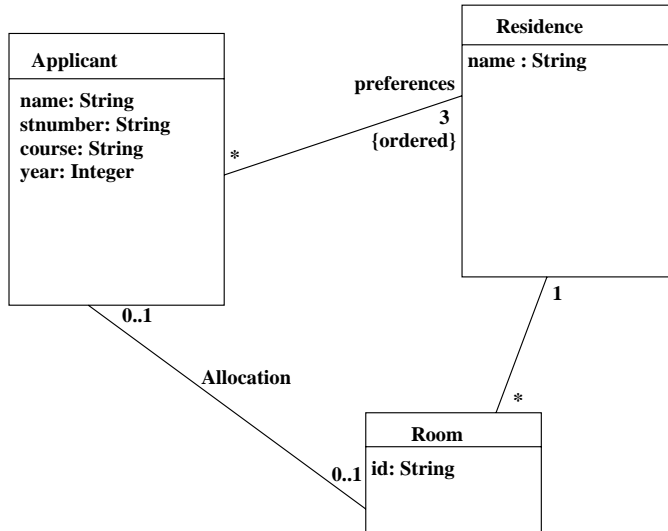 Applicant
name: String
stnumber: String
course: String
year: Integer
Residence
name : String
preferences
3
{ordered}
*
0..1
Allocation
0..1
1
*
Room
id: String